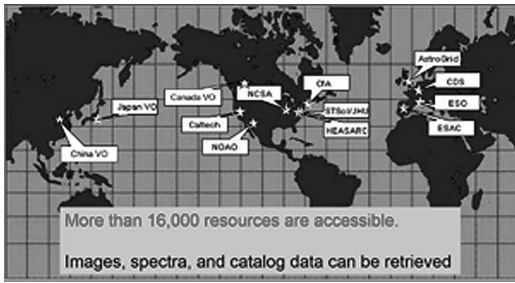 AstroGrid
CfA
CDS
Canada VO
NCSA
Japan VO
STScI/JHU
ESO
Caltech
HEASARC
ESAC
NOAO
China VO
More than 16,000 resources are accessible.
Images, spectra, and catalog data can be retrieved